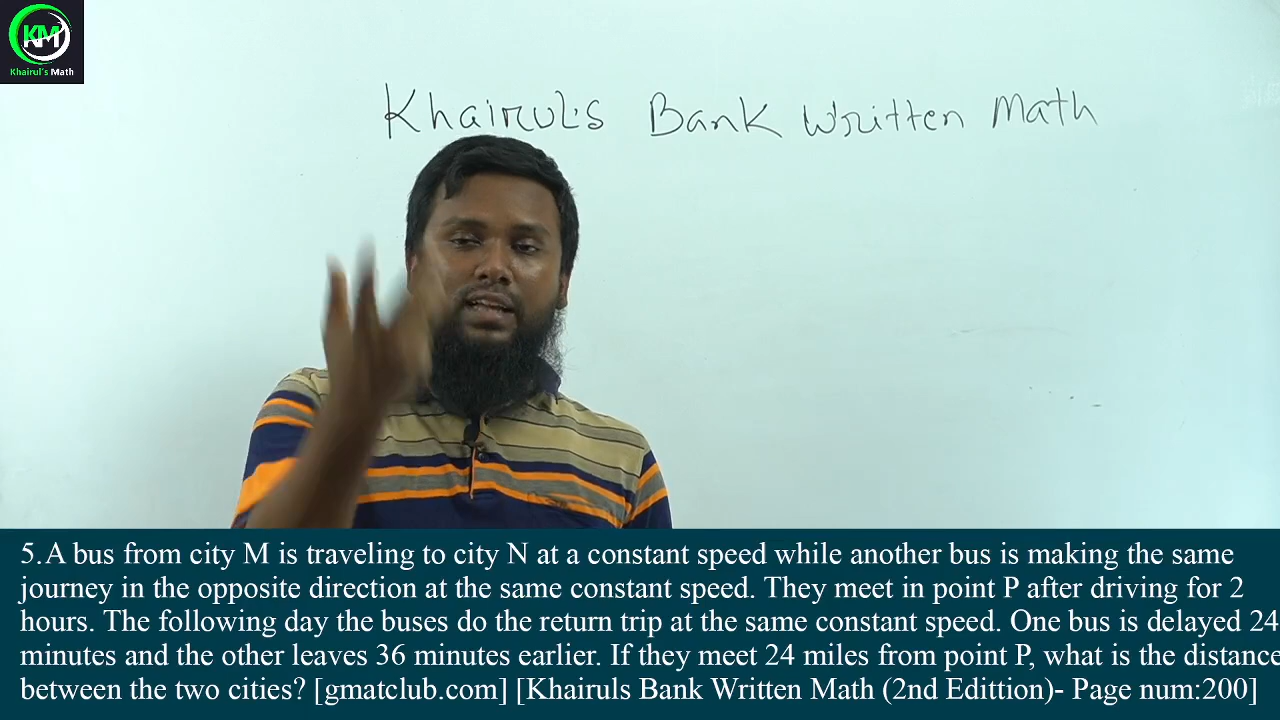 KM
Khairul's Math
Khairul's Bank Written Math
5.A bus from city M is traveling to city N at a constant speed while another bus is making the same
journey in the opposite direction at the same constant speed. They meet in point P after driving for 2
hours. The following day the buses do the return trip at the same constant speed. One bus is delayed 24
minutes and the other leaves 36 minutes earlier. If they meet 24 miles from point P, what is the distance
between the two cities? [gmatclub.com] [Khairuls Bank Written Math (2nd Edittion)- Page num:200]